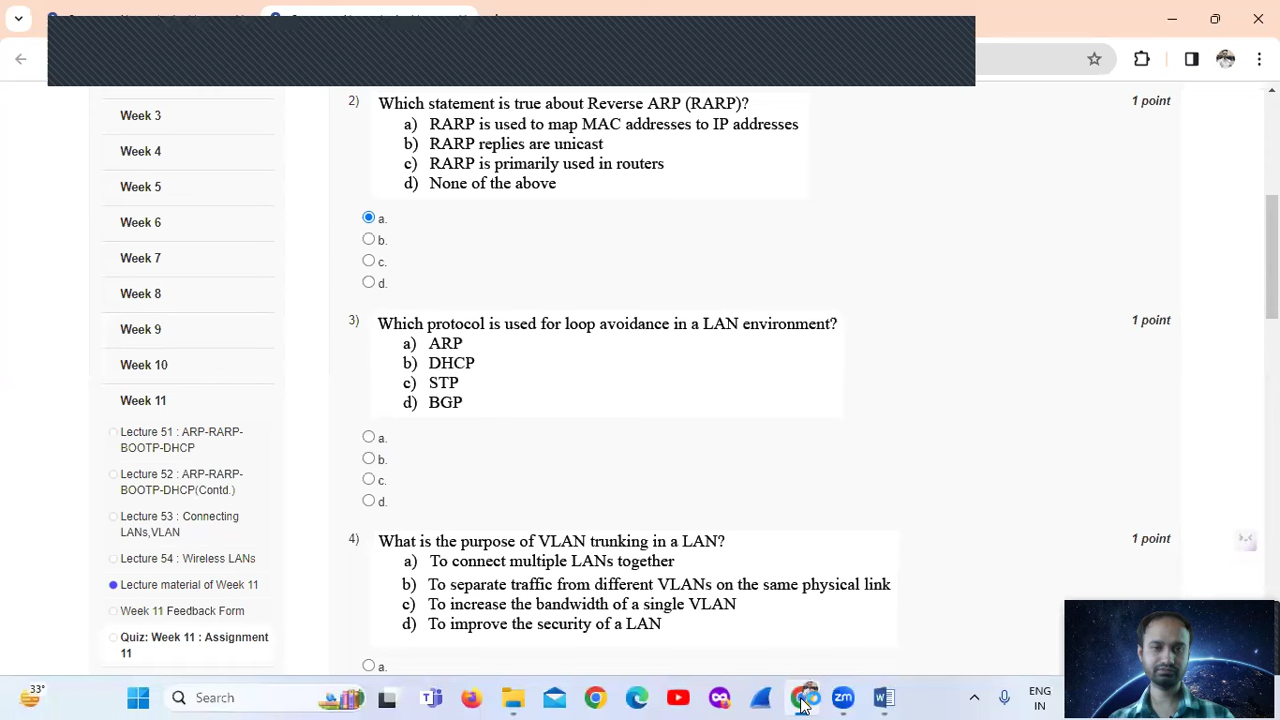 Week 3
Week 4
Week 5
Week 6
Week 7
Week 8
Week 9
Week 10
Week 11
Lecture 51 : ARP-RARP-
BOOTP-DHCP
Lecture 52 : ARP-RARP-
BOOTP-DHCP(Contd.)
Lecture 53 : Connecting
LANs,VLAN
Lecture 54 : Wireless LANs
Lecture material of Week 11
Week 11 Feedback Form
Quiz: Week 11 : Assignment
11
2) Which statement is true about Reverse ARP (RARP)? 1 point
a) RARP is used to map MAC addresses to IP addresses
b) RARP replies are unicast
c) RARP is primarily used in routers
d) None of the above
a.
b.
c.
d.
3) Which protocol is used for loop avoidance in a LAN environment? 1 point
a) ARP
b) DHCP
c) STP
d) BGP
a.
b.
c.
d.
4) What is the purpose of VLAN trunking in a LAN? 1 point
a) To connect multiple LANs together
b) To separate traffic from different VLANs on the same physical link
c) To increase the bandwidth of a single VLAN
d) To improve the security of a LAN
a.
33°
Search
zm
ENG
IN